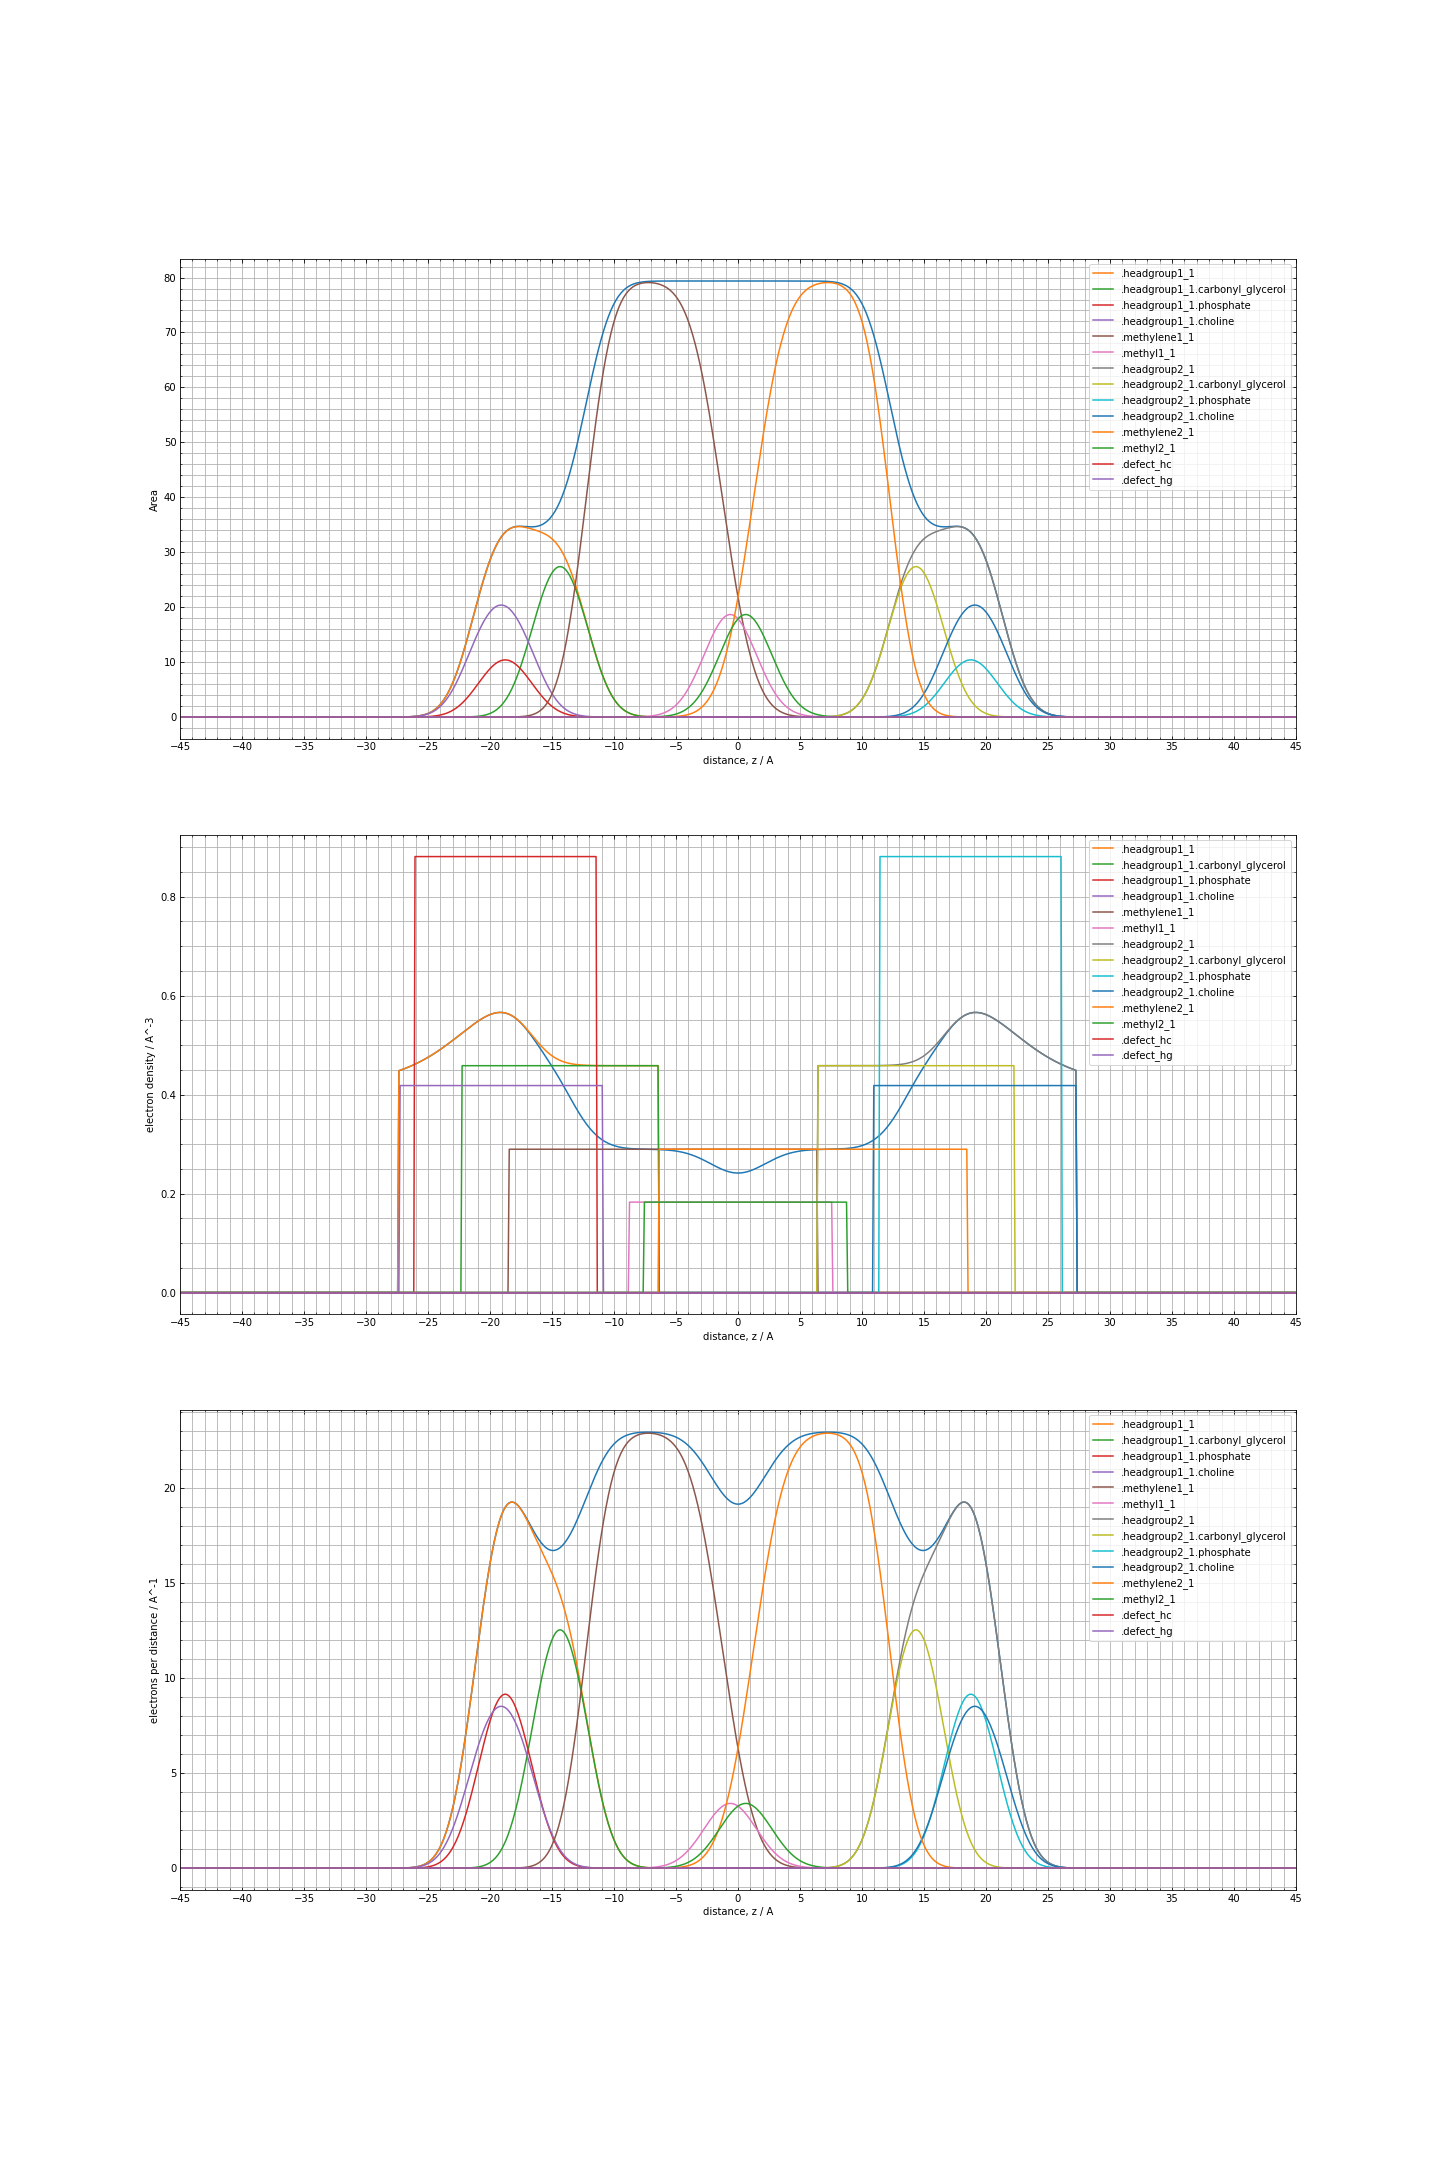 80
70
60
50
40
30
20
10
0
Area
.headgroup1_1
.headgroup1_1.carbonyl_glycerol
.headgroup1_1.phosphate
.headgroup1_1.choline
.methylene1_1
.methyl1_1
.headgroup2_1
.headgroup2_1.carbonyl_glycerol
.headgroup2_1.phosphate
.headgroup2_1.choline
.methylene2_1
.methyl2_1
.defect_hc
.defect_hg
−45 −40 −35 −30 −25 −20 −15 −10 −5 0 5 10 15 20 25 30 35 40 45
distance, z / A
0.8
0.6
0.4
0.2
0.0
electron density / A^-3
.headgroup1_1
.headgroup1_1.carbonyl_glycerol
.headgroup1_1.phosphate
.headgroup1_1.choline
.methylene1_1
.methyl1_1
.headgroup2_1
.headgroup2_1.carbonyl_glycerol
.headgroup2_1.phosphate
.headgroup2_1.choline
.methylene2_1
.methyl2_1
.defect_hc
.defect_hg
−45 −40 −35 −30 −25 −20 −15 −10 −5 0 5 10 15 20 25 30 35 40 45
distance, z / A
20
15
10
5
0
electrons per distance / A^-1
.headgroup1_1
.headgroup1_1.carbonyl_glycerol
.headgroup1_1.phosphate
.headgroup1_1.choline
.methylene1_1
.methyl1_1
.headgroup2_1
.headgroup2_1.carbonyl_glycerol
.headgroup2_1.phosphate
.headgroup2_1.choline
.methylene2_1
.methyl2_1
.defect_hc
.defect_hg
−45 −40 −35 −30 −25 −20 −15 −10 −5 0 5 10 15 20 25 30 35 40 45
distance, z / A